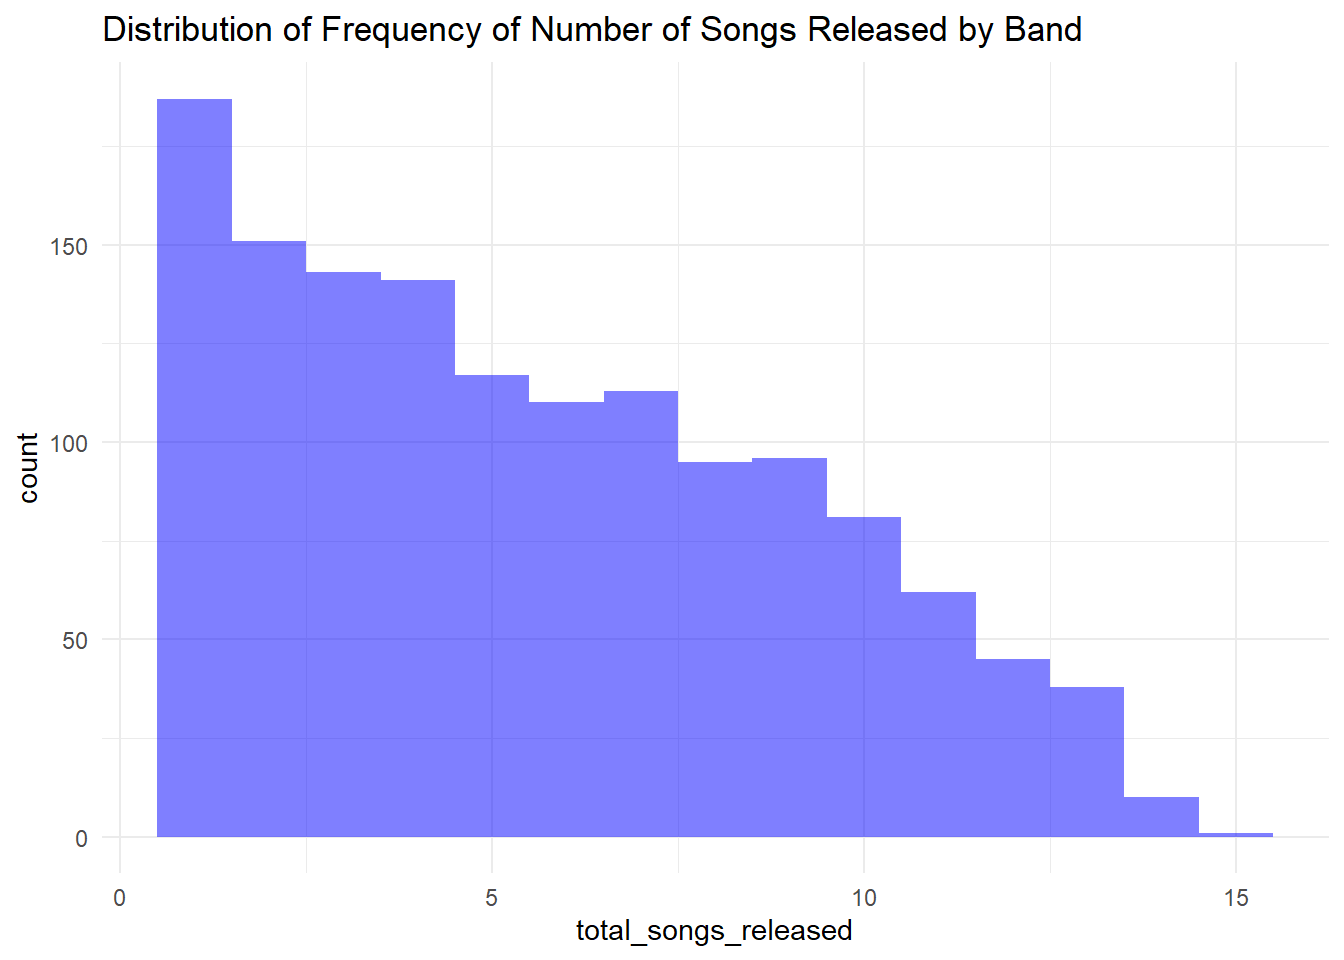 Distribution of Frequency of Number of Songs Released by Band
150
100
50
0
count
0 5 10 15
total_songs_released